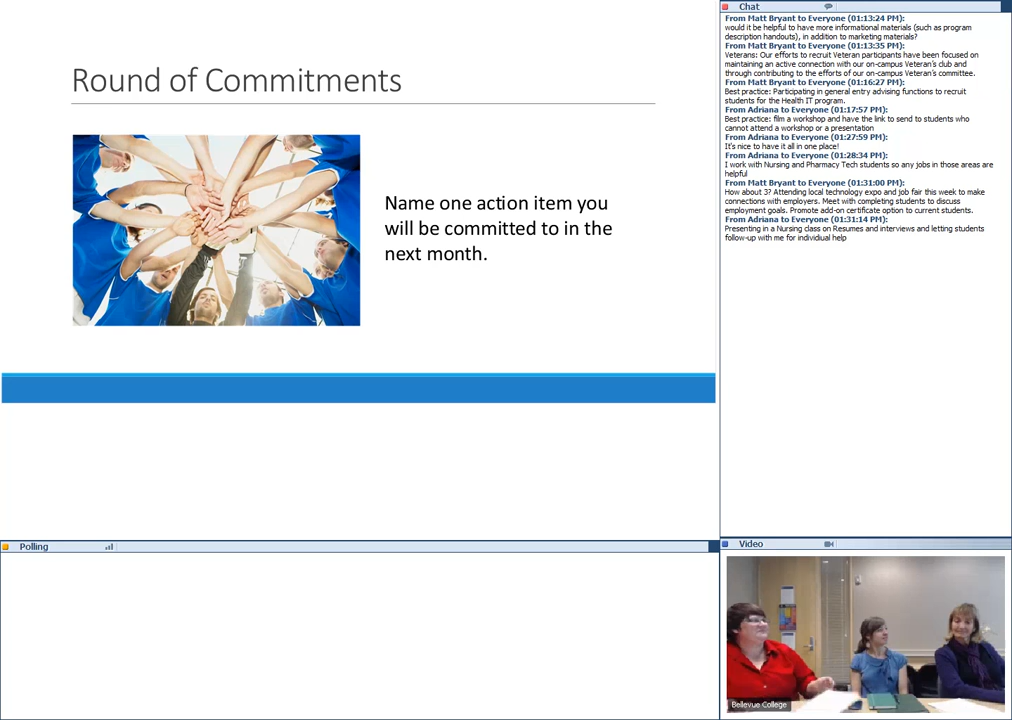 Round of Commitments
Name one action item you
will be committed to in the
next month.
Chat
From Matt Bryant to Everyone (01:13:24 PM):
would it be helpful to have more informational materials (such as program
description handouts), in addition to marketing materials?
From Matt Bryant to Everyone (01:13:35 PM):
Veterans: Our efforts to recruit Veteran participants have been focused on
maintaining an active connection with our on-campus Veteran's club and
through contributing to the efforts of our on-campus Veteran's committee.
From Matt Bryant to Everyone (01:16:27 PM):
Best practice: Participating in general entry advising functions to recruit
students for the Health IT program.
From Adriana to Everyone (01:17:57 PM):
Best practice: film a workshop and have the link to send to students who
cannot attend a workshop or a presentation
From Adriana to Everyone (01:27:59 PM):
It's nice to have it all in one place!
From Adriana to Everyone (01:28:34 PM):
I work with Nursing and Pharmacy Tech students so any jobs in those areas are
helpful
From Matt Bryant to Everyone (01:31:00 PM):
How about 3? Attending local technology expo and job fair this week to make
connections with employers. Meet with completing students to discuss
employment goals. Promote add-on certificate option to current students.
From Adriana to Everyone (01:31:14 PM):
Presenting in a Nursing class on Resumes and interviews and letting students
follow-up with me for individual help
Polling
Video
Bellevue College